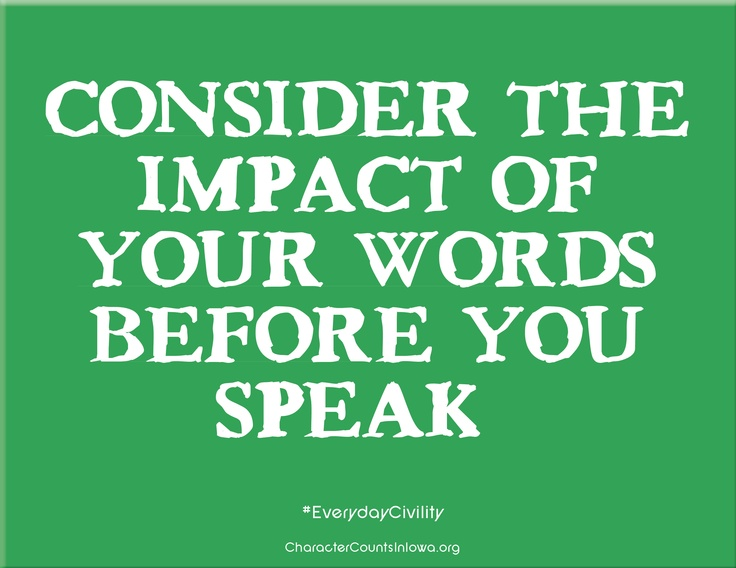 CONSIDER THE
IMPACT OF
YOUR WORDS
BEFORE YOU
SPEAK
#EverydayCivility
CharacterCountsInIowa.org